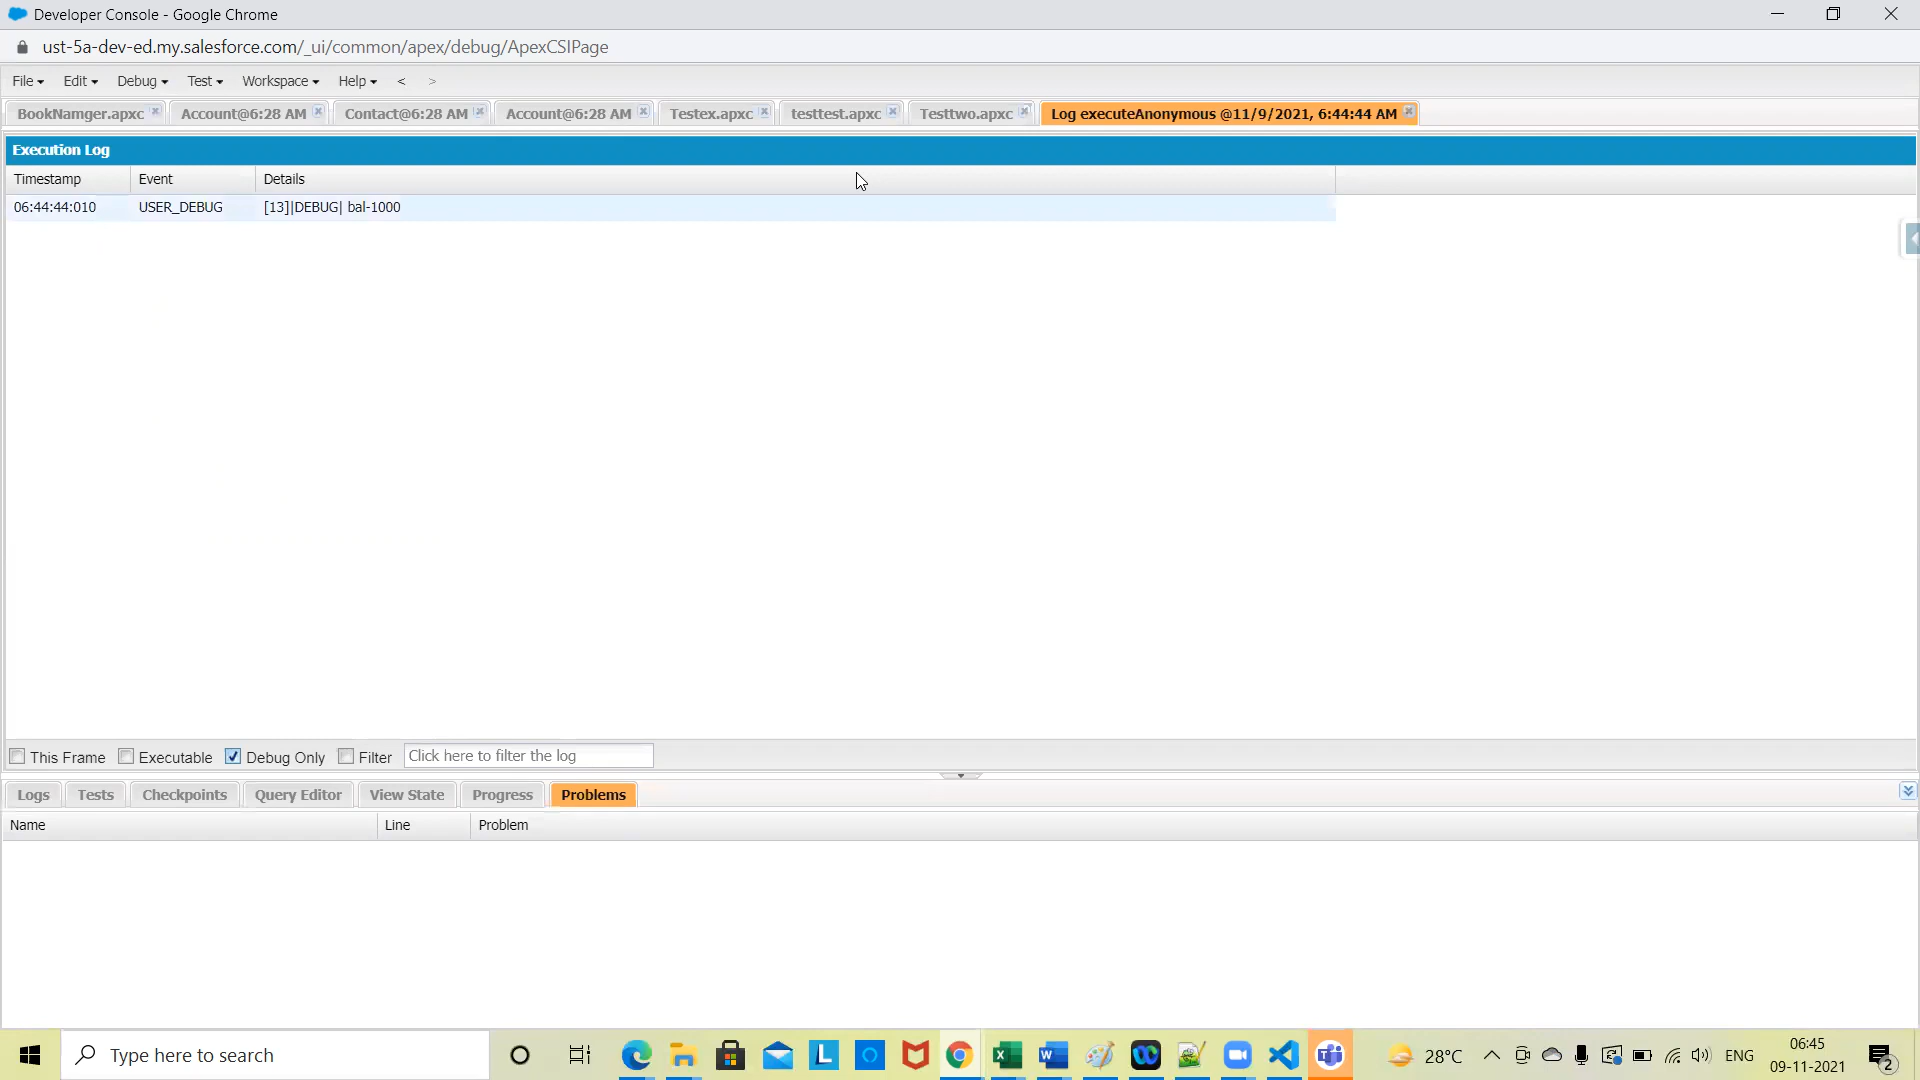 Developer Console - Google Chrome
ust-5a-dev-ed.my.salesforce.com/_ui/common/apex/debug/ApexCSIPage
File Edit Debug Test Workspace Help < >
BookNamger.apxc Account@6:28 AM Contact@6:28 AM Account@6:28 AM Testex.apxc testtest.apxc Testtwo.apxc Log executeAnonymous @11/9/2021, 6:44:44 AM
Execution Log
Timestamp Event Details
06:44:44:010 USER_DEBUG [13]|DEBUG| bal-1000
This Frame Executable Debug Only Filter Click here to filter the log
Logs Tests Checkpoints Query Editor View State Progress Problems
Name Line Problem
Type here to search 28°C ENG 06:45
09-11-2021 2